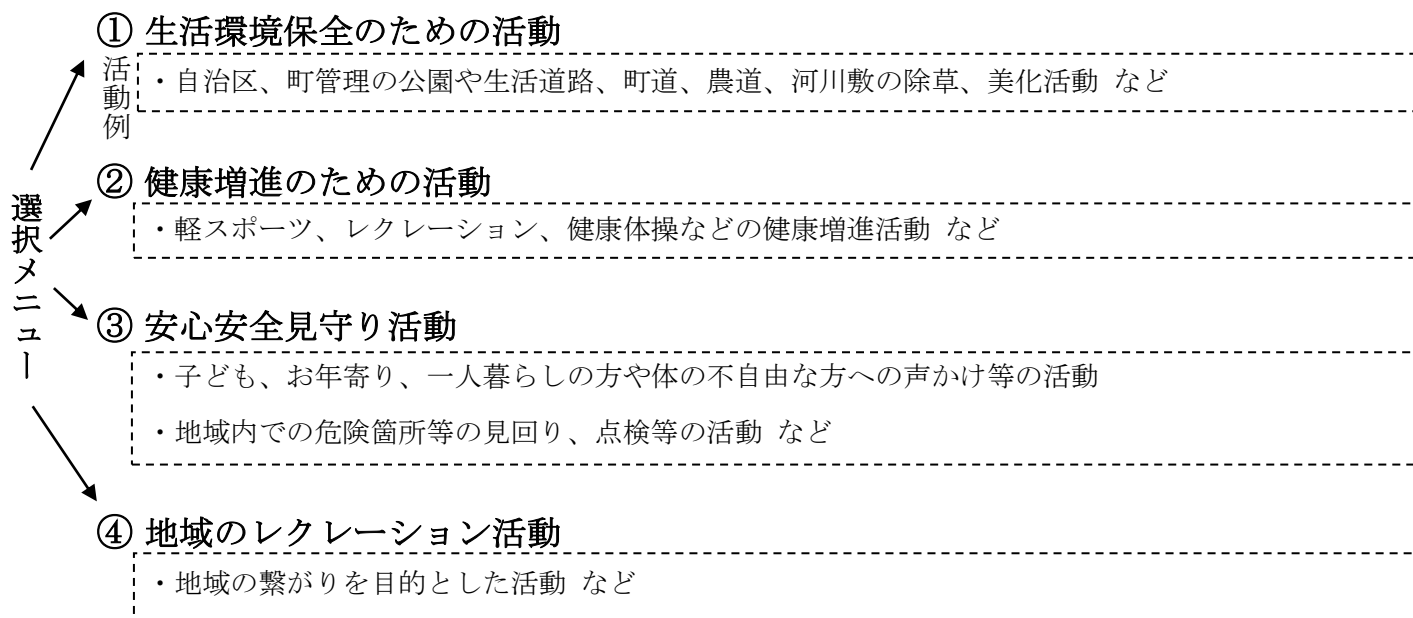 選択メニュー
① 生活環境保全のための活動
活動例
・自治区、町管理の公園や生活道路、町道、農道、河川敷の除草、美化活動 など
② 健康増進のための活動
・軽スポーツ、レクレーション、健康体操などの健康増進活動 など
③ 安心安全見守り活動
・子ども、お年寄り、一人暮らしの方や体の不自由な方への声かけ等の活動
・地域内での危険箇所等の見回り、点検等の活動 など
④ 地域のレクレーション活動
・地域の繋がりを目的とした活動 など